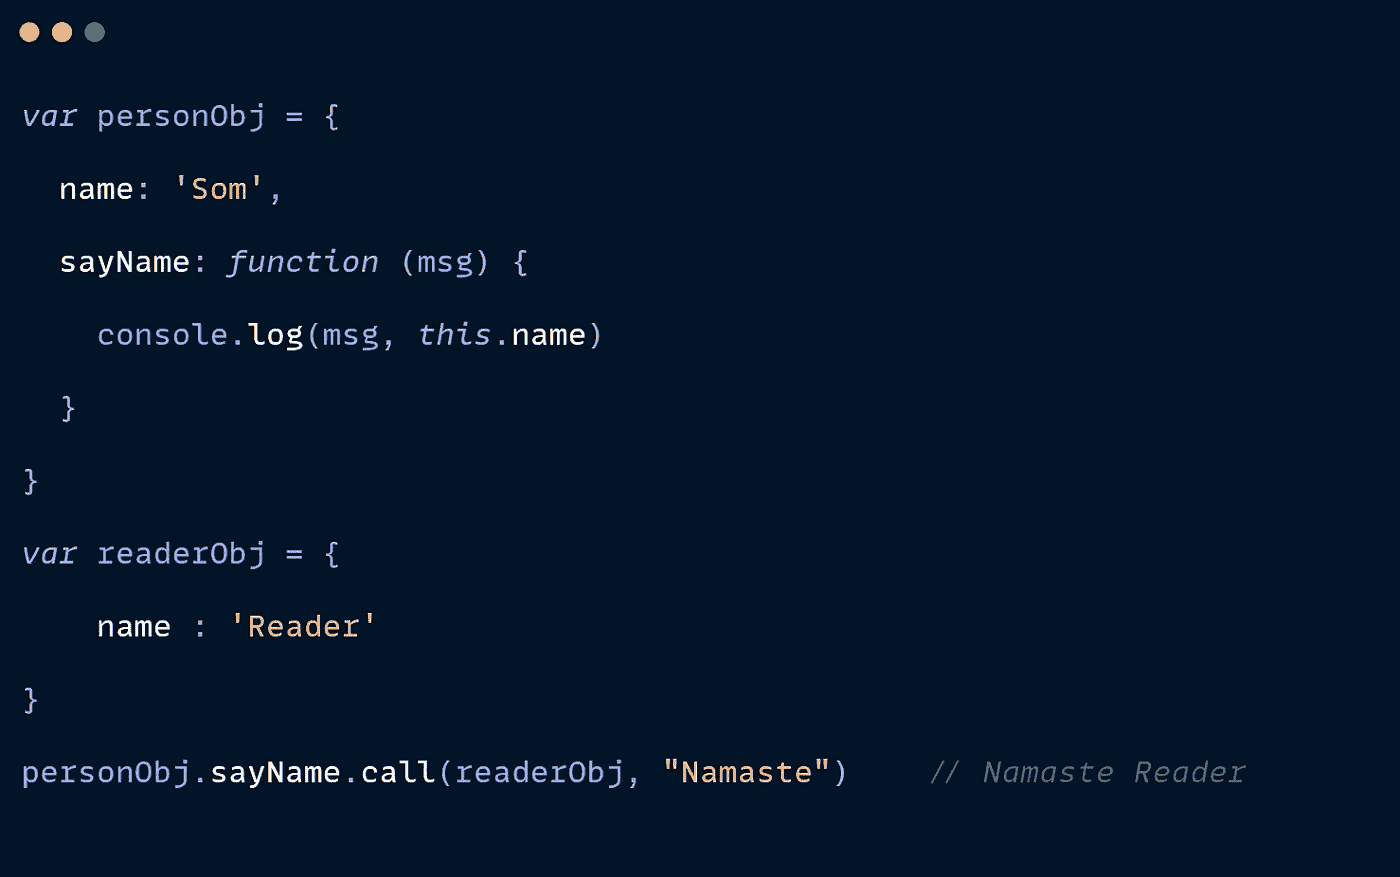 var personObj = {
  name: 'Som',
  sayName: function (msg) {
    console.log(msg, this.name)
  }
}
var readerObj = {
    name : 'Reader'
}
personObj.sayName.call(readerObj, "Namaste")     // Namaste Reader